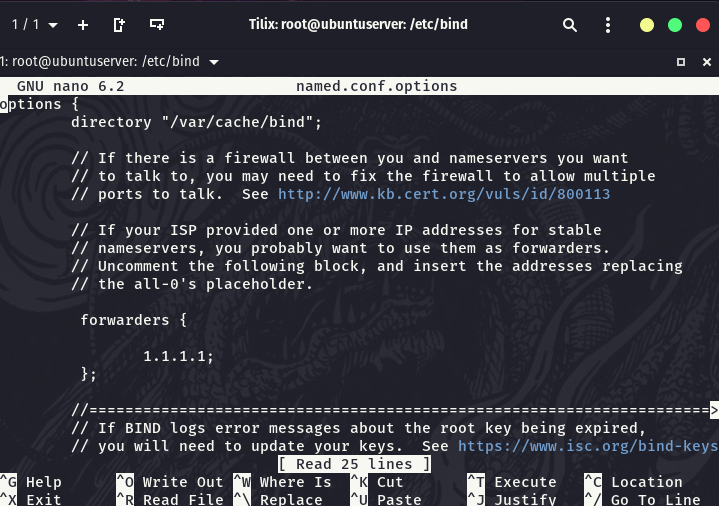 1 / 1
Tilix: root@ubuntuserver: /etc/bind
1: root@ubuntuserver: /etc/bind
GNU nano 6.2 named.conf.options
options {
directory "/var/cache/bind";
// If there is a firewall between you and nameservers you want
// to talk to, you may need to fix the firewall to allow multiple
// ports to talk.  See http://www.kb.cert.org/vuls/id/800113
// If your ISP provided one or more IP addresses for stable
// nameservers, you probably want to use them as forwarders.
// Uncomment the following block, and insert the addresses replacing
// the all-0's placeholder.
forwarders {
1.1.1.1;
};
//======================================================================>
// If BIND logs error messages about the root key being expired,
// you will need to update your keys.  See https://www.isc.org/bind-keys
[ Read 25 lines ]
^G Help ^O Write Out ^W Where Is ^K Cut ^T Execute ^C Location
^X Exit ^R Read File ^\ Replace ^U Paste ^J Justify ^/ Go To Line